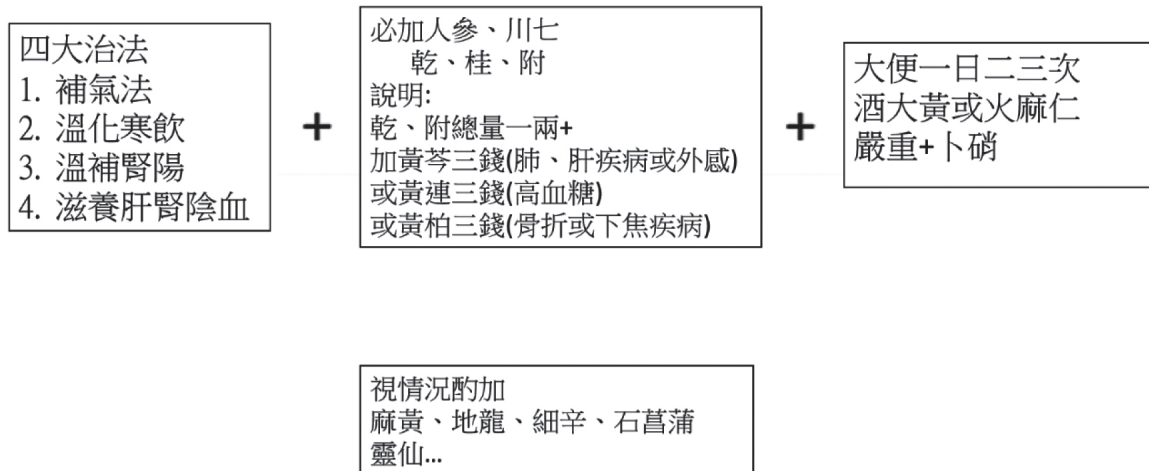 四大治法
1. 補氣法
2. 溫化寒飲
3. 溫補腎陽
4. 滋養肝腎陰血
+
必加人參、川七
乾、桂、附
說明:
乾、附總量一兩+
加黃芩三錢(肺、肝疾病或外感)
或黃連三錢(高血糖)
或黃柏三錢(骨折或下焦疾病)
+
大便一日二三次
酒大黃或火麻仁
嚴重+卜硝
視情況酌加
麻黃、地龍、細辛、石菖蒲
靈仙...